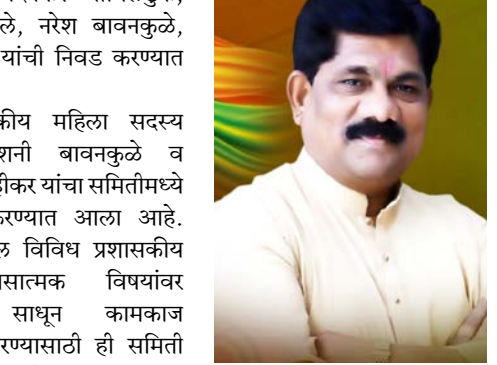 ले, नरेश बावनकुळे,
यांची निवड करण्यात
कीय महिला सदस्य
शनी बावनकुळे व
हीकर यांचा समितीमध्ये
करण्यात आला आहे.
ल विविध प्रशासकीय
ासात्मक विषयांवर
साधून कामकाज
रण्यासाठी ही समिती